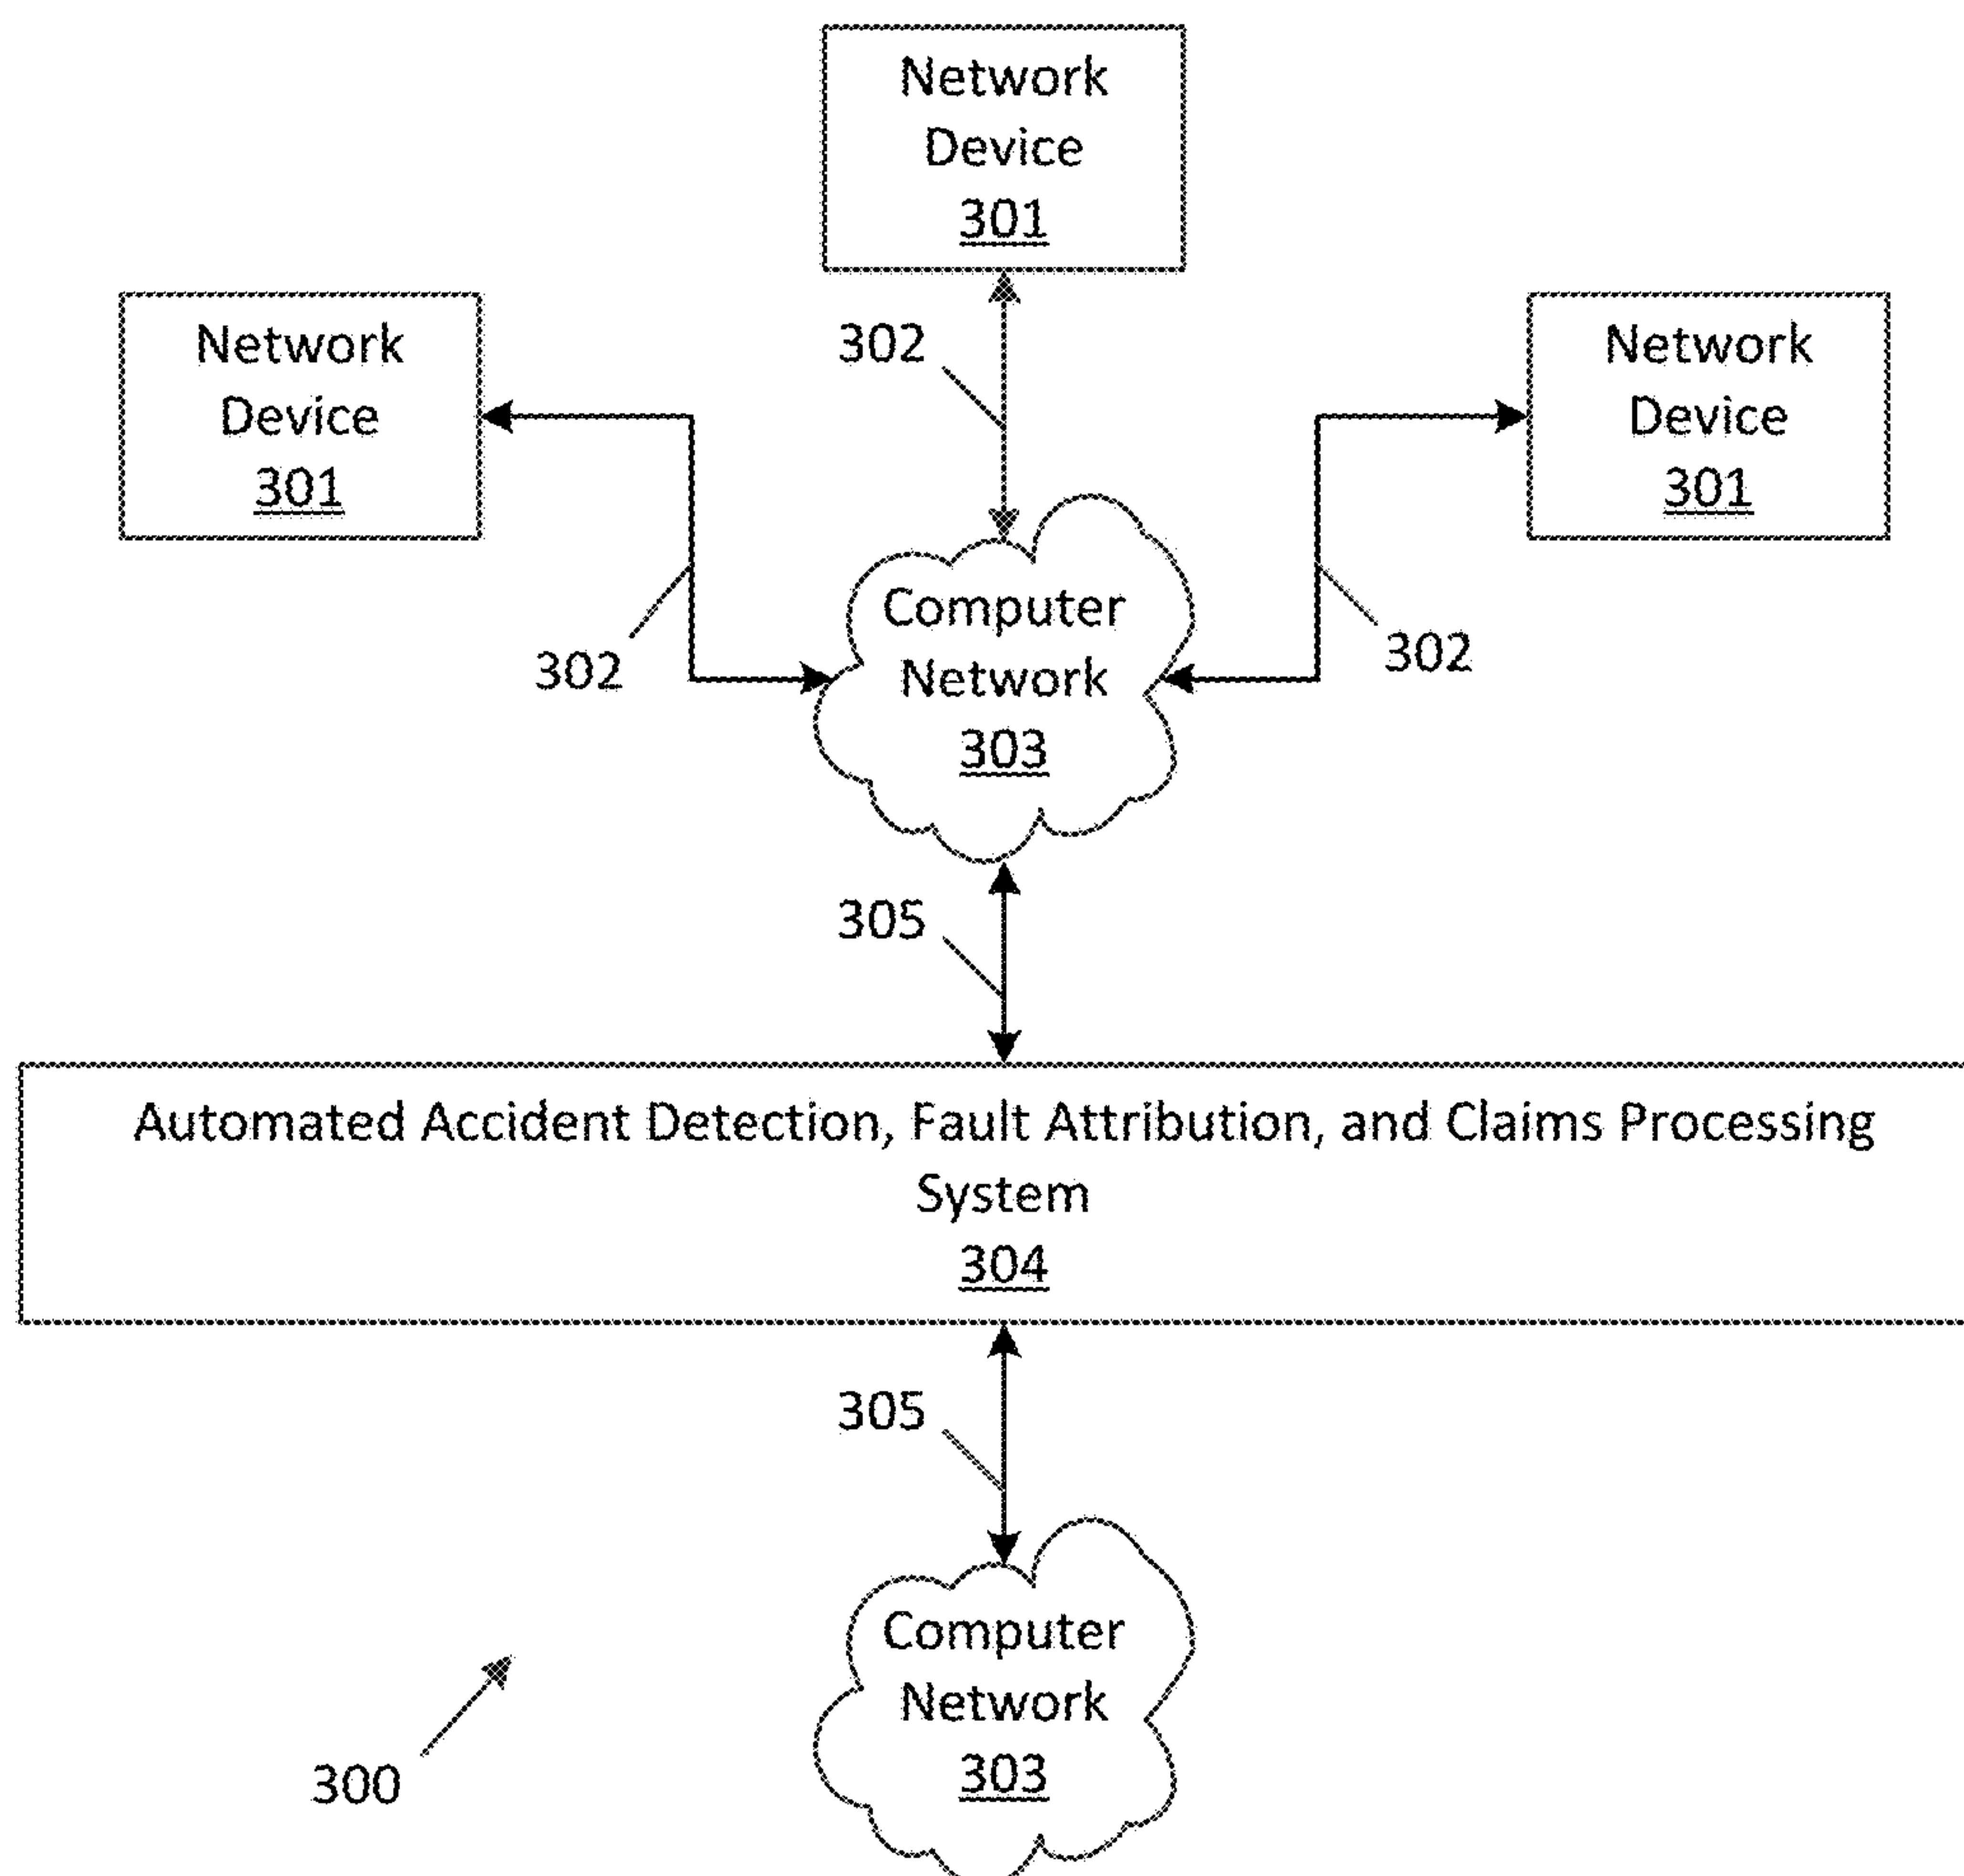 Network
Device
301
Network
Device
301
302
Network
Device
301
302
Computer
Network
303
302
305
Automated Accident Detection, Fault Attribution, and Claims Processing
System
304
305
Computer
Network
303
300